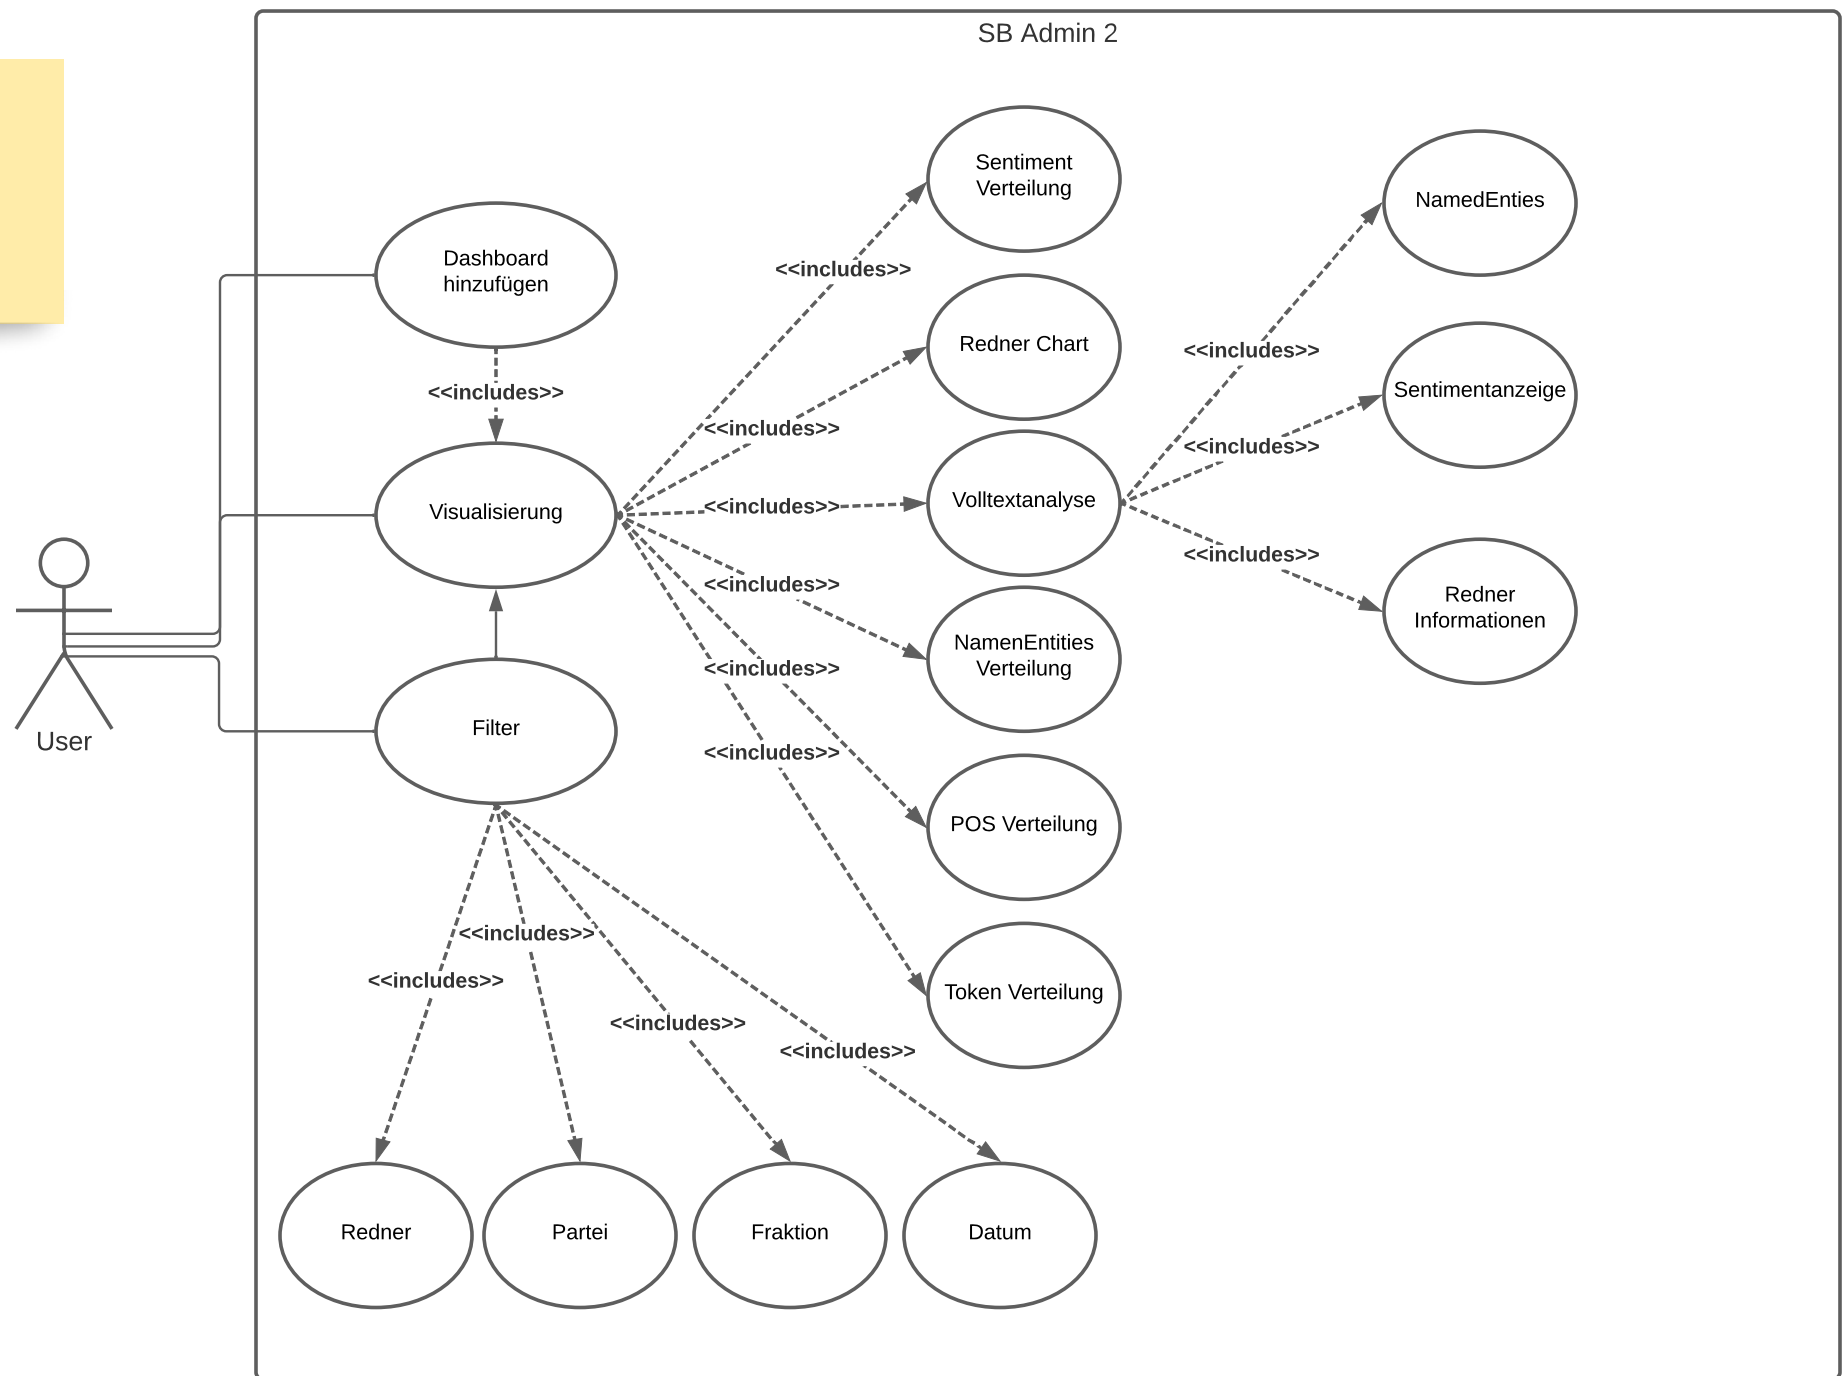 SB Admin 2
Sentiment
Verteilung
NamedEnties
Dashboard
hinzufügen
<<includes>>
Redner Chart
<<includes>>
Sentimentanzeige
<<includes>>
<<includes>>
<<includes>>
Visualisierung
<<includes>>
Volltextanalyse
<<includes>>
<<includes>>
Redner
Informationen
NamenEntities
Verteilung
<<includes>>
User
Filter
<<includes>>
POS Verteilung
<<includes>>
<<includes>>
Token Verteilung
<<includes>>
<<includes>>
Redner
Partei
Fraktion
Datum